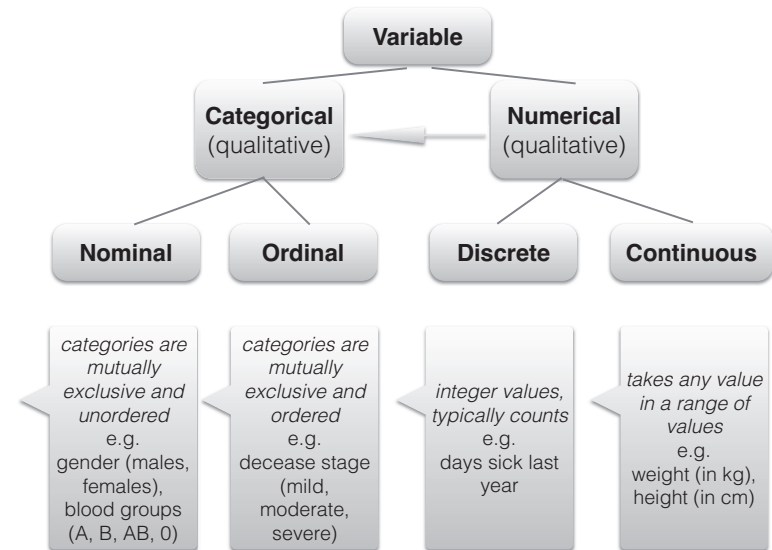 Variable
Categorical
(qualitative)
Numerical
(qualitative)
Nominal
Ordinal
Discrete
Continuous
categories are
mutually
exclusive and
unordered
e.g.
gender (males,
females),
blood groups
(A, B, AB, 0)
categories are
mutually
exclusive and
ordered
e.g.
decease stage
(mild,
moderate,
severe)
integer values,
typically counts
e.g.
days sick last
year
takes any value
in a range of
values
e.g.
weight (in kg),
height (in cm)